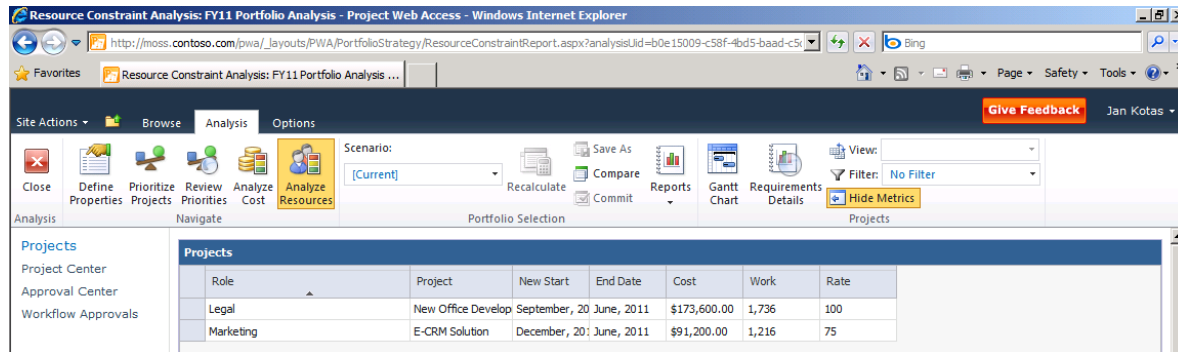 Resource Constraint Analysis: FY11 Portfolio Analysis - Project Web Access - Windows Internet Explorer
http://moss.contoso.com/pwa/_layouts/PWA/PortfolioStrategy/ResourceConstraintReport.aspx?analysisUid=b0e15009-c58f-4bd5-baad-c5
Bing
Favorites
Resource Constraint Analysis: FY11 Portfolio Analysis ...
Page
Safety
Tools
Site Actions
Browse
Analysis
Options
Give Feedback
Jan Kotas
Close
Define Properties
Prioritize Projects
Review Priorities
Analyze Cost
Analyze Resources
Scenario:
[Current]
Recalculate
Save As
Compare
Commit
Reports
Gantt Chart
Requirements Details
View:
Filter: No Filter
Hide Metrics
Analysis
Navigate
Portfolio Selection
Projects
Projects
Project Center
Approval Center
Workflow Approvals
Projects
Role Project New Start End Date Cost Work Rate
Legal New Office Develop September, 20 June, 2011 $173,600.00 1,736 100
Marketing E-CRM Solution December, 201 June, 2011 $91,200.00 1,216 75